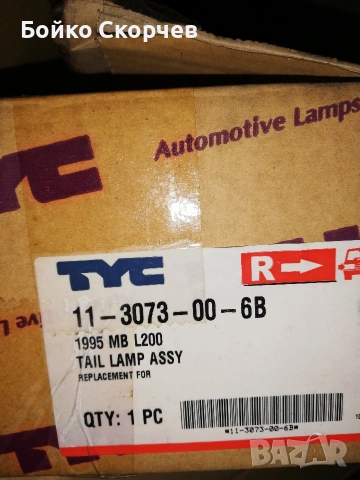 Бойко Скорчев
TYC
Automotive Lamps
TYC
R
11-3073-00-6B
1995 MB L200
TAIL LAMP ASSY
REPLACEMENT FOR
QTY: 1 PC
*11-3073-00-6B*
BAZAR